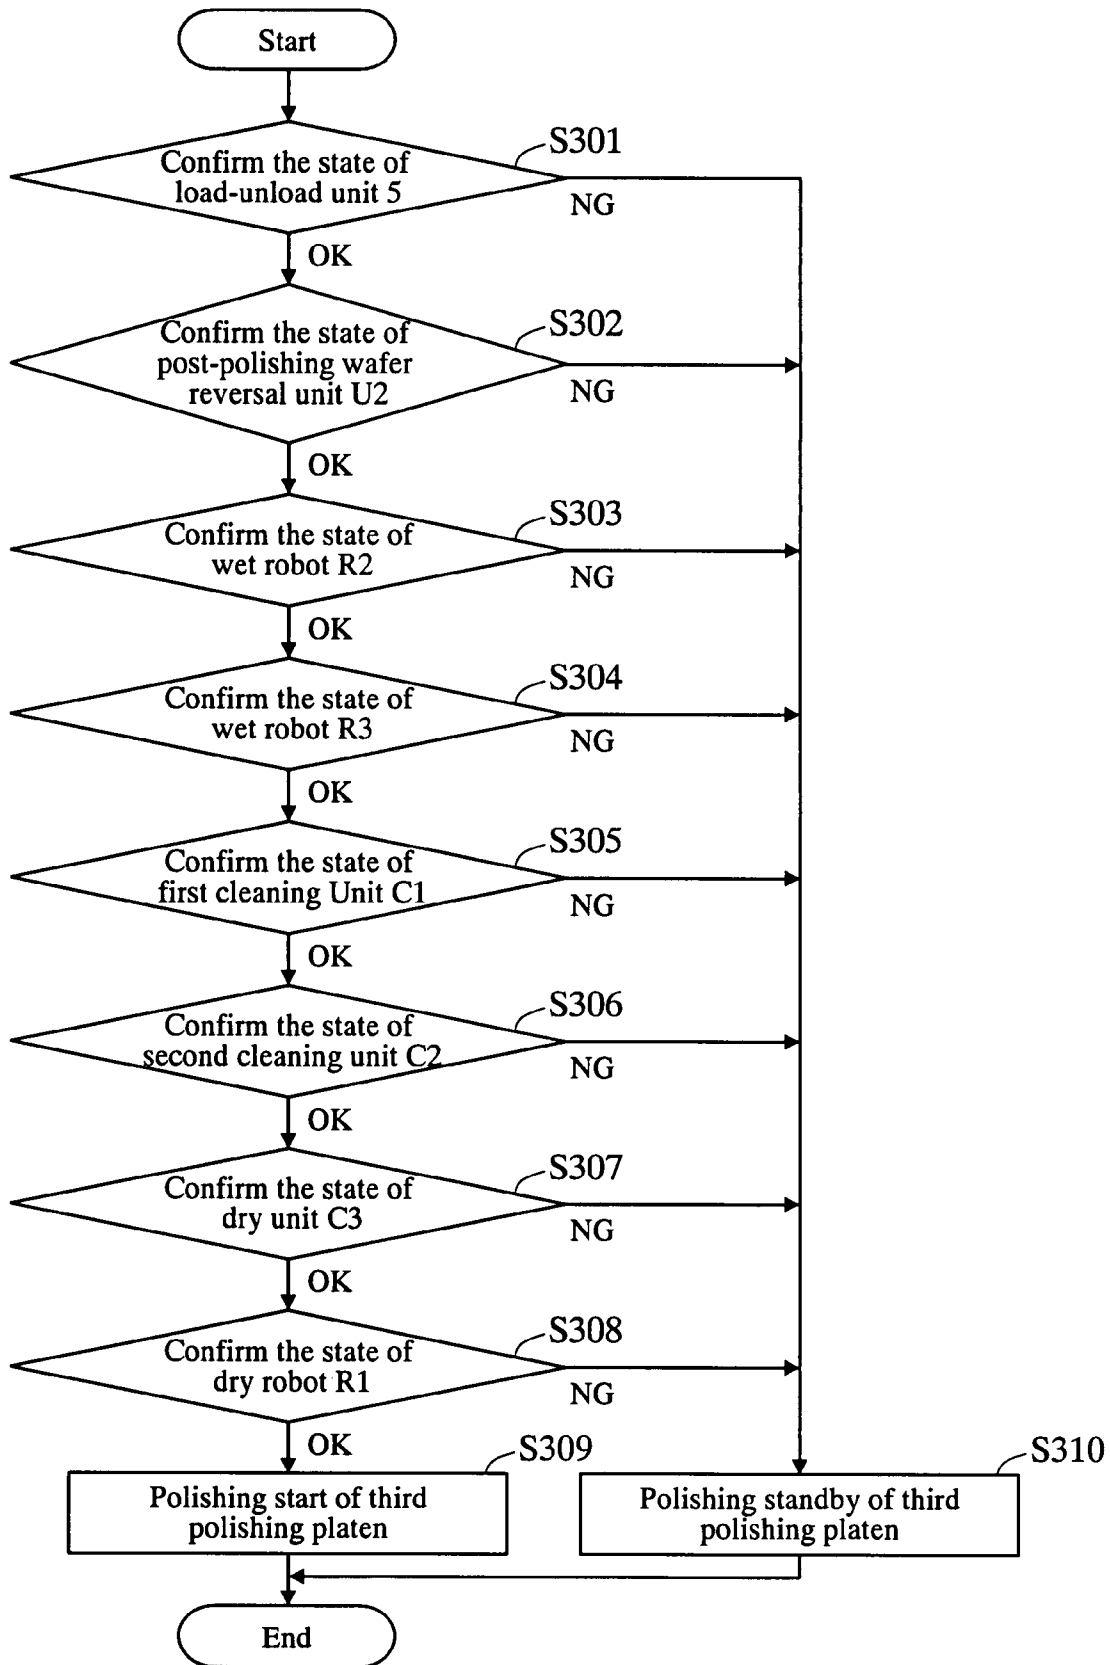 Start
S301
Confirm the state of
load-unload unit 5
NG
OK
S302
Confirm the state of
post-polishing wafer
reversal unit U2
NG
OK
S303
Confirm the state of
wet robot R2
NG
OK
S304
Confirm the state of
wet robot R3
NG
OK
S305
Confirm the state of
first cleaning Unit C1
NG
OK
S306
Confirm the state of
second cleaning unit C2
NG
OK
S307
Confirm the state of
dry unit C3
NG
OK
S308
Confirm the state of
dry robot R1
NG
OK
S309
Polishing start of third
polishing platen
S310
Polishing standby of third
polishing platen
End